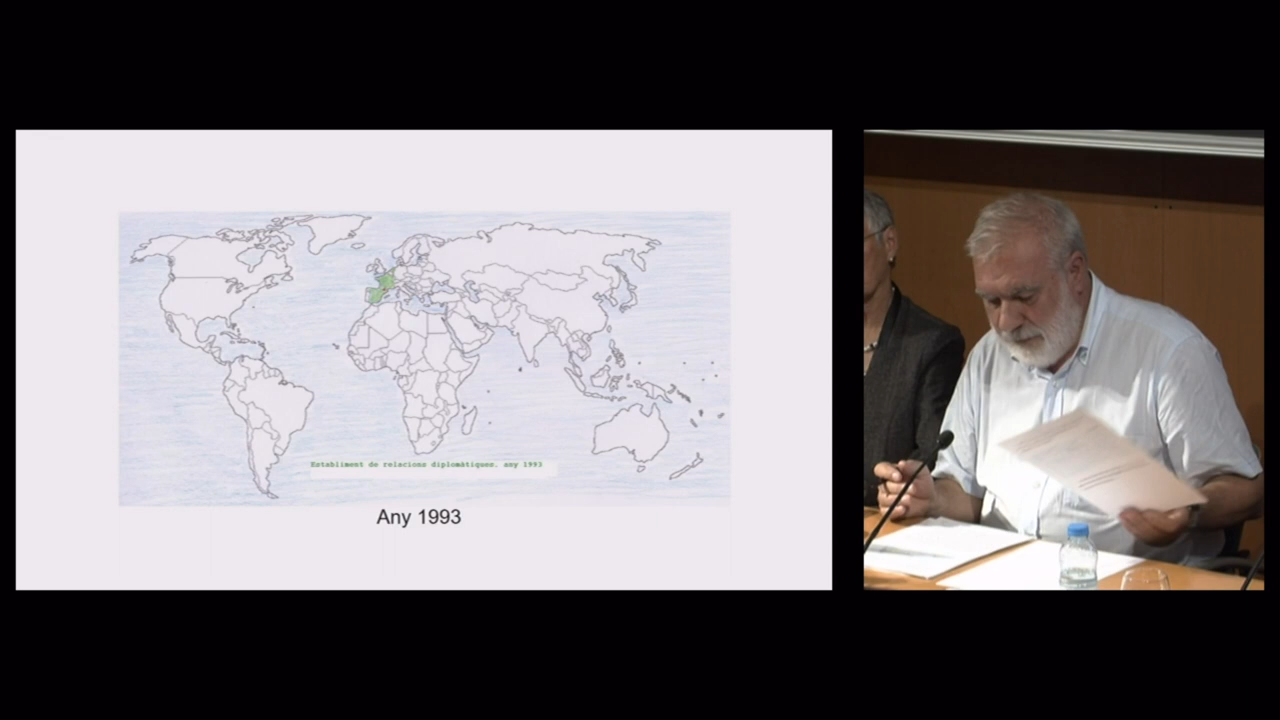 Establiment de relacions diplomàtiques. any 1993
Any 1993